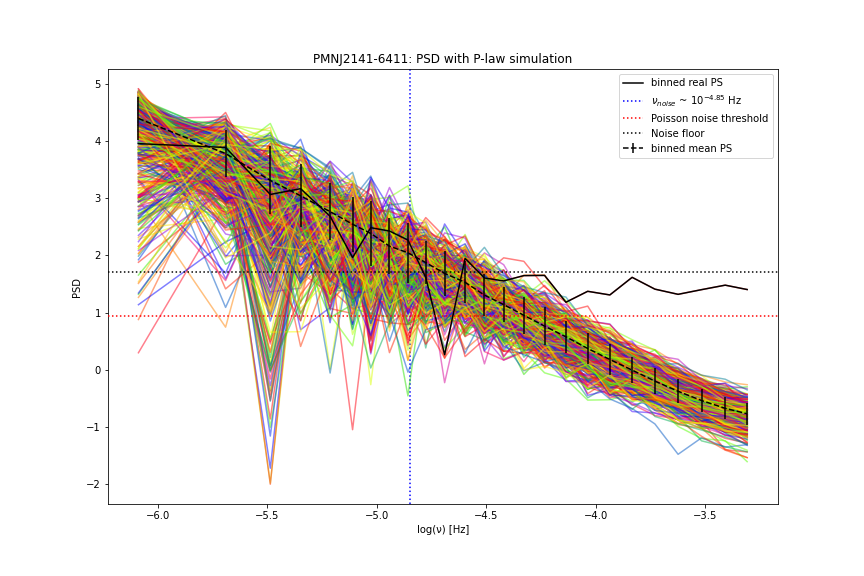 PMNJ2141-6411: PSD with P-law simulation
binned real PS
ν_noise ~ 10^−4.85 Hz
Poisson noise threshold
Noise floor
binned mean PS
PSD
5
4
3
2
1
0
−1
−2
−6.0 −5.5 −5.0 −4.5 −4.0 −3.5
log(ν) [Hz]